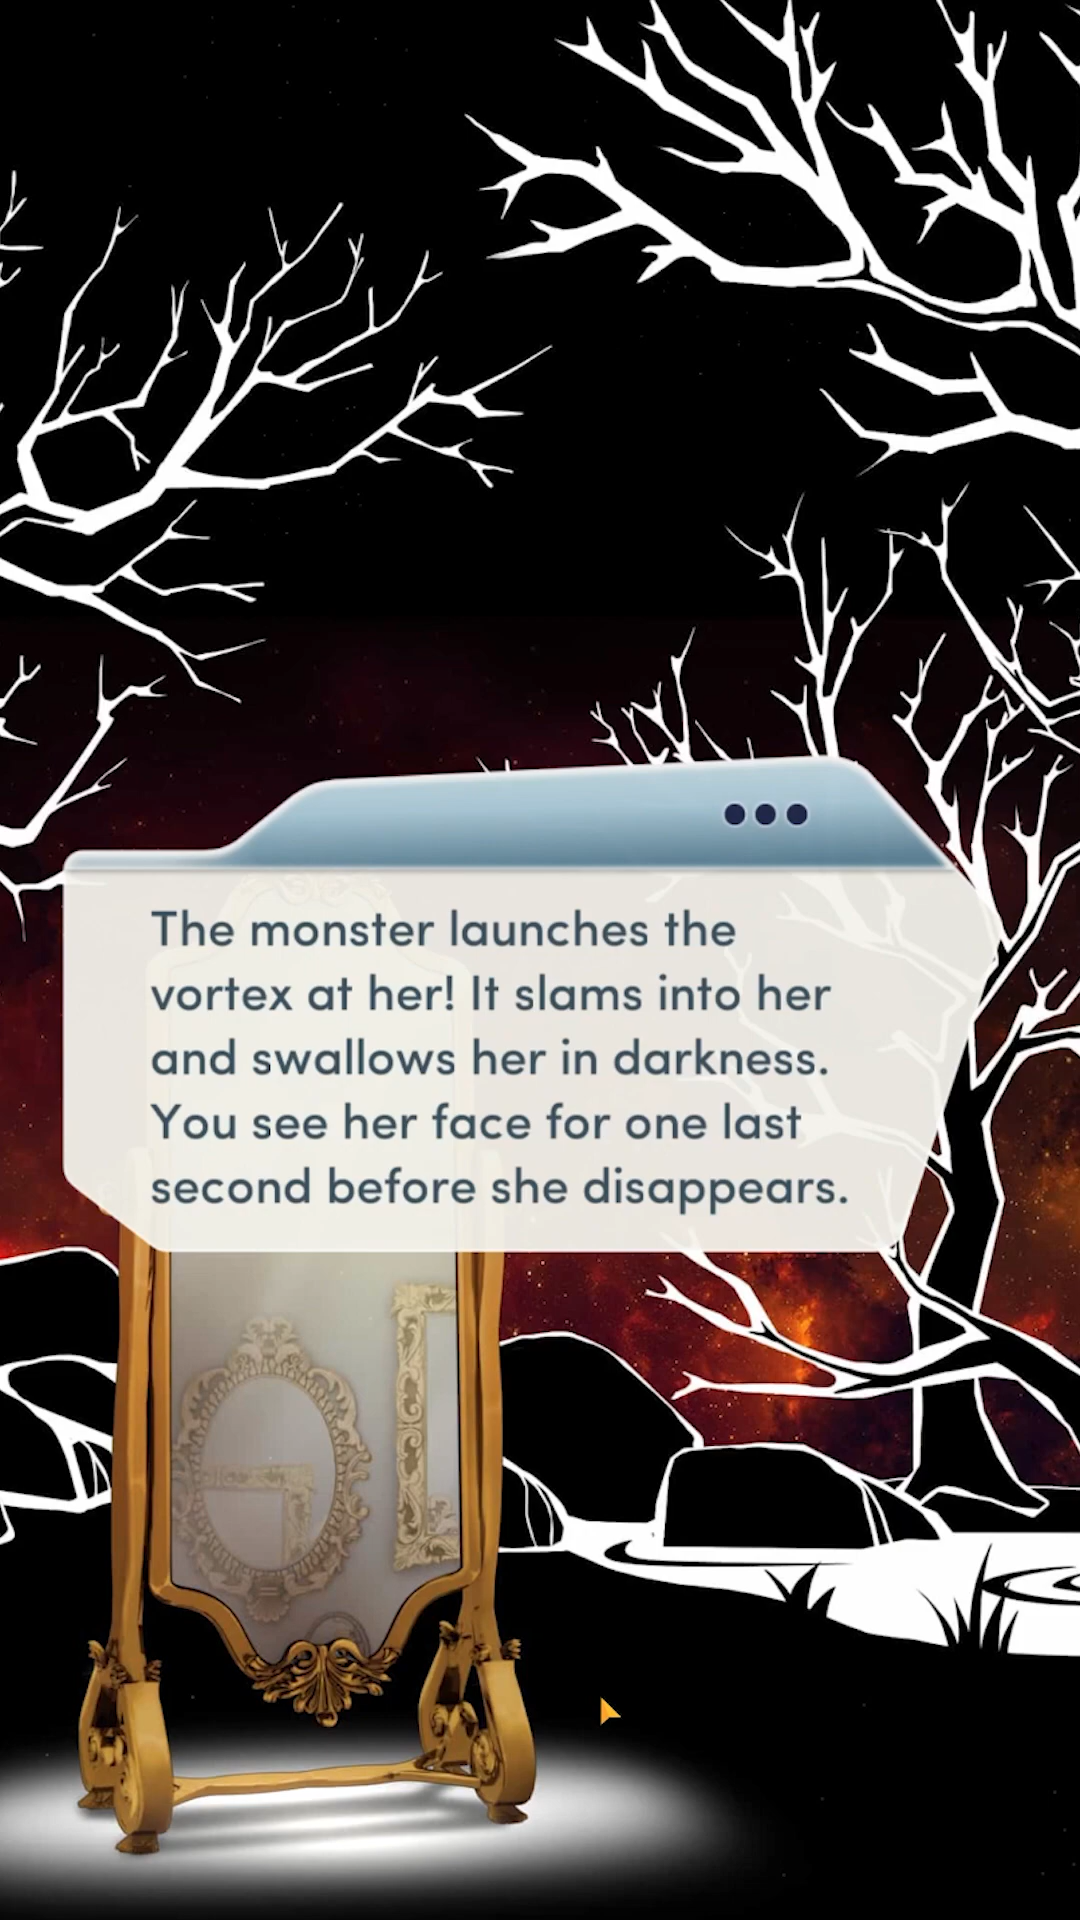 The monster launches the
vortex at her! It slams into her
and swallows her in darkness.
You see her face for one last
second before she disappears.